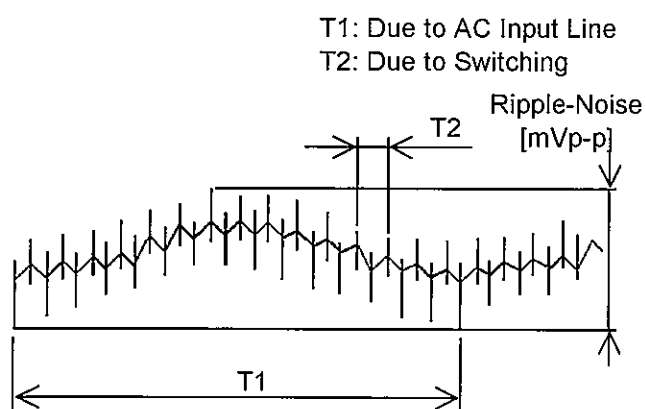 T1: Due to AC Input Line
T2: Due to Switching
Ripple-Noise
[mVp-p]
T2
T1